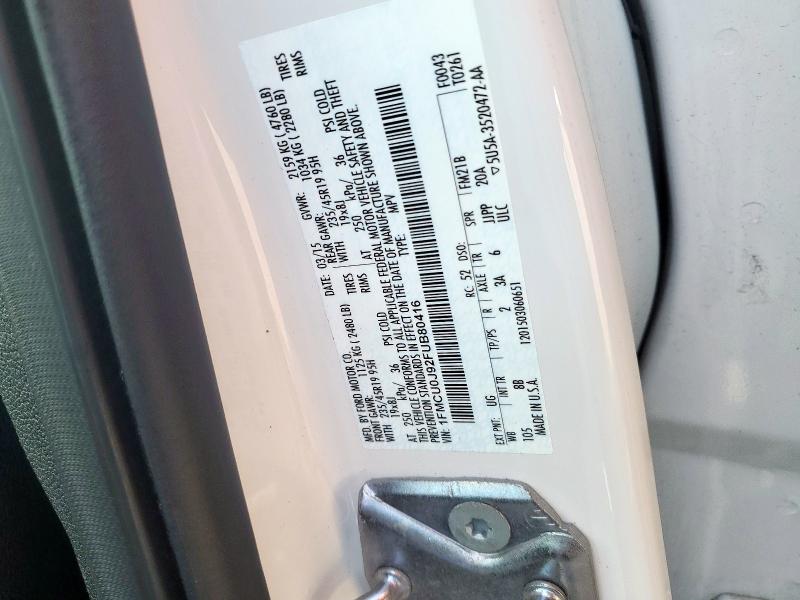 MFD. BY FORD MOTOR CO.
DATE: 03/15 GVWR: 2159 KG ( 4760 LB)
FRONT GAWR: 1125 KG ( 2480 LB) REAR GAWR: 1034 KG ( 2280 LB)
WITH 235/45R19 95H TIRES WITH 235/45R19 95H TIRES
19x8J RIMS 19x8J RIMS
AT 250 kPa/ 36 PSI COLD AT 250 kPa/ 36 PSI COLD
THIS VEHICLE CONFORMS TO ALL APPLICABLE FEDERAL MOTOR VEHICLE SAFETY AND THEFT
PREVENTION STANDARDS IN EFFECT ON THE DATE OF MANUFACTURE SHOWN ABOVE.
VIN: 1FMCU0J92FUB80416 TYPE: MPV
F0043
T0261
EXT PNT: UG RC: 52 DSO: FM21B
WB INT TR TP/PS R AXLE TR SPR
105 8B 2 3A 6 JJPP 20A
MADE IN U.S.A. 1201503060651 ULC 5U5A-3520472-AA